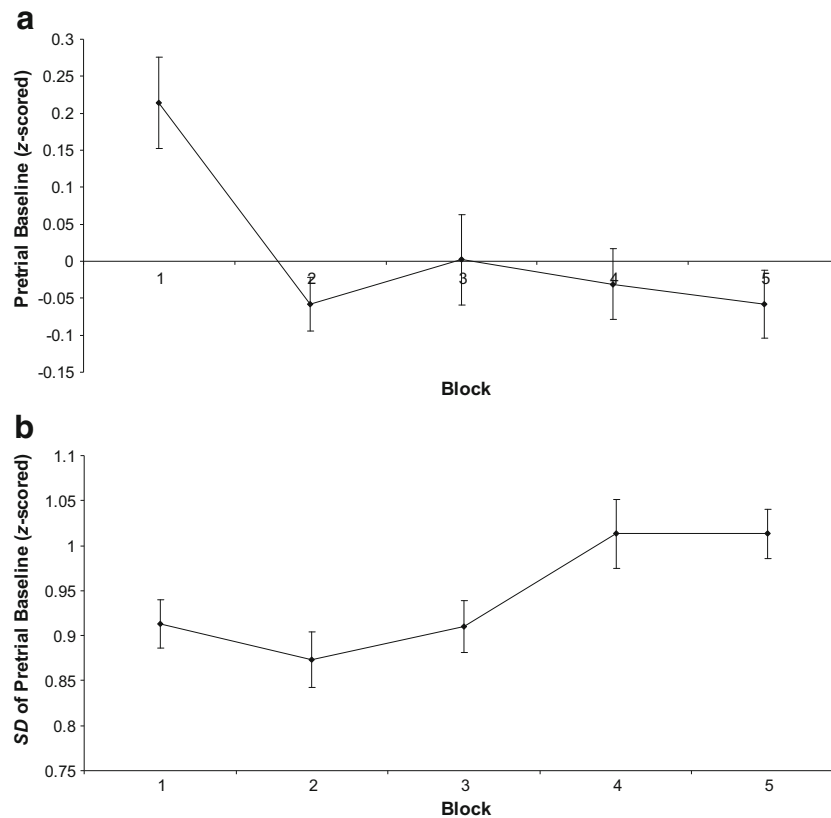 a
Pretrial Baseline (z-scored)
0.3
0.25
0.2
0.15
0.1
0.05
0
-0.05
-0.1
-0.15
1 2 3 4 5
Block
b
SD of Pretrial Baseline (z-scored)
1.1
1.05
1
0.95
0.9
0.85
0.8
0.75
1 2 3 4 5
Block